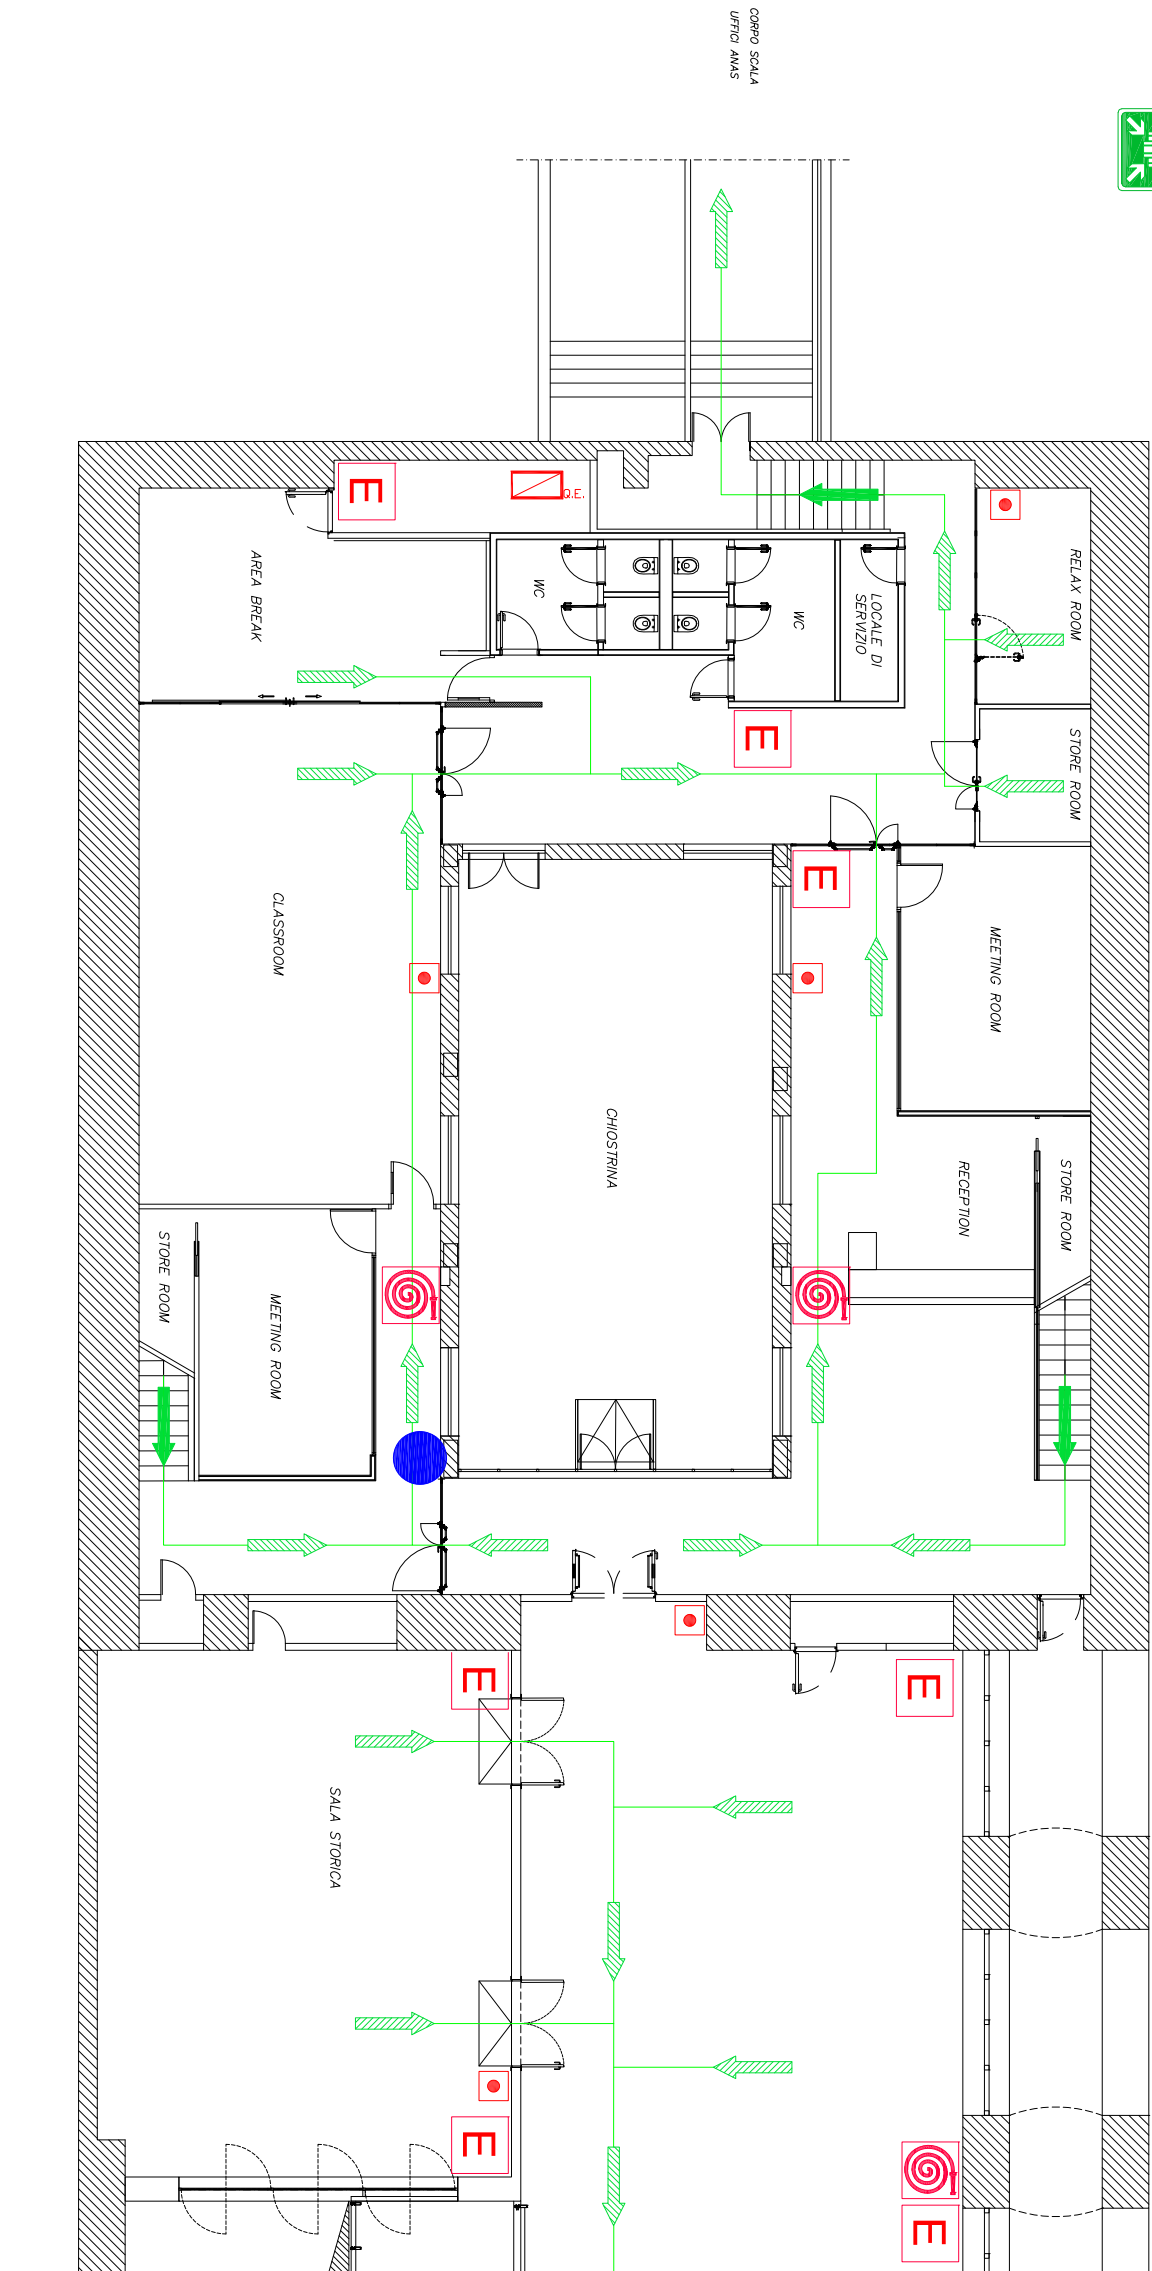 CORPO SCALA
UFFICI ANAS
E
Q.E.
AREA BREAK
WC
WC
LOCALE DI
SERVIZIO
RELAX ROOM
E
STORE ROOM
E
CLASSROOM
MEETING ROOM
CHIOSTRINA
RECEPTION
STORE ROOM
STORE ROOM
MEETING ROOM
E
E
SALA STORICA
E
E